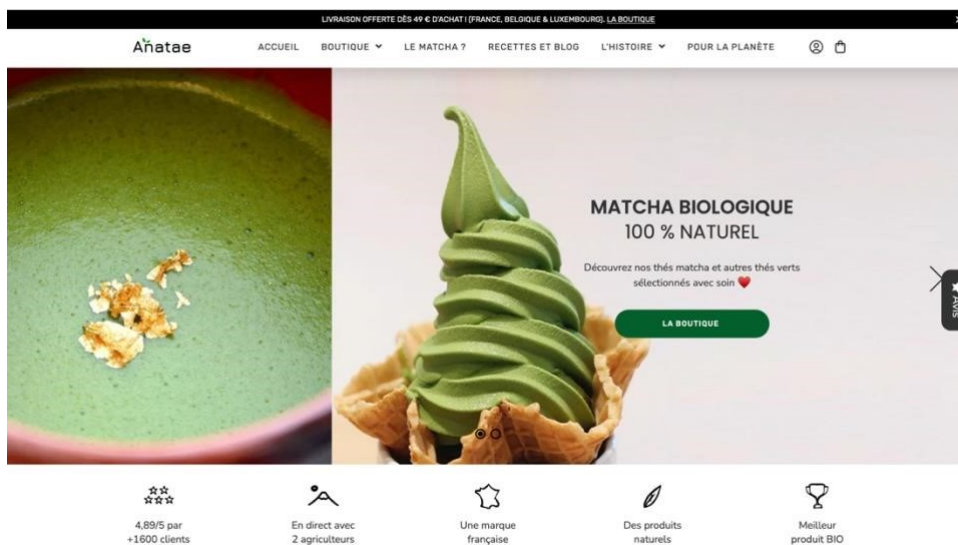 LIVRAISON OFFERTE DÈS 49 € D'ACHAT ! (FRANCE, BELGIQUE & LUXEMBOURG). LA BOUTIQUE
Anatae
ACCUEIL BOUTIQUE LE MATCHA ? RECETTES ET BLOG L'HISTOIRE POUR LA PLANÈTE
MATCHA BIOLOGIQUE
100 % NATUREL
Découvrez nos thés matcha et autres thés verts
sélectionnés avec soin ❤️
LA BOUTIQUE
★ Avis
4,89/5 par
+1600 clients
En direct avec
2 agriculteurs
Une marque
française
Des produits
naturels
Meilleur
produit BIO